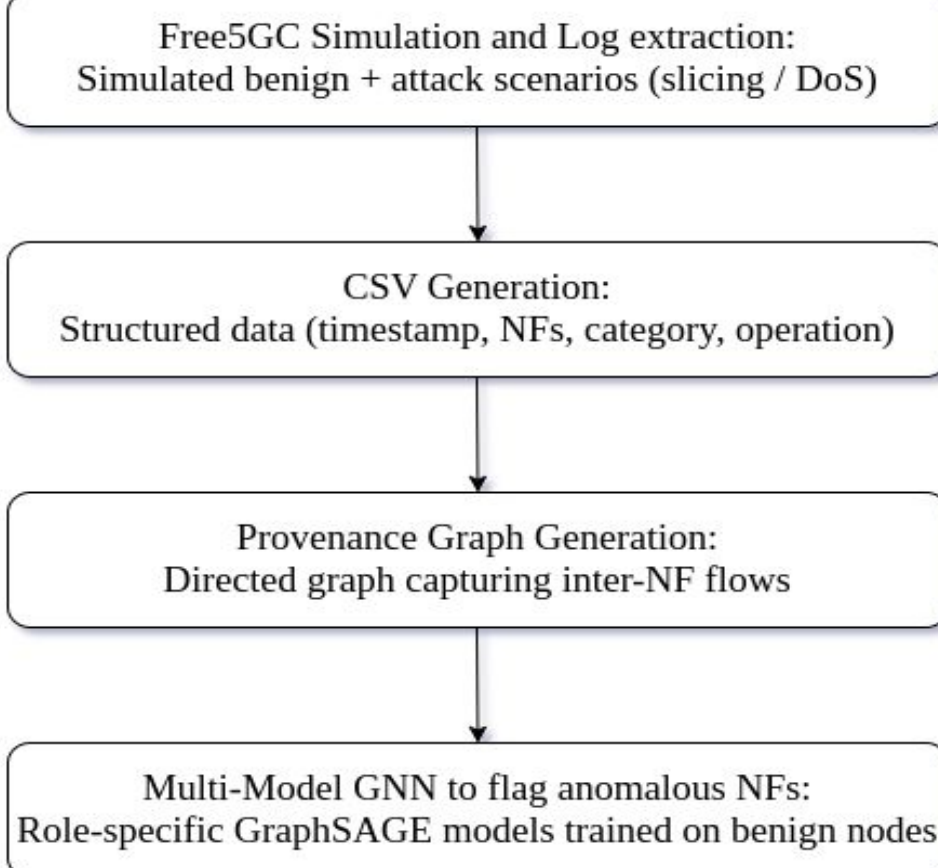 Free5GC Simulation and Log extraction:
Simulated benign + attack scenarios (slicing / DoS)
CSV Generation:
Structured data (timestamp, NFs, category, operation)
Provenance Graph Generation:
Directed graph capturing inter-NF flows
Multi-Model GNN to flag anomalous NFs:
Role-specific GraphSAGE models trained on benign nodes